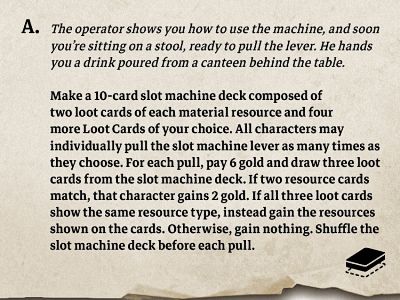 A. The operator shows you how to use the machine, and soon
you're sitting on a stool, ready to pull the lever. He hands
you a drink poured from a canteen behind the table.
Make a 10-card slot machine deck composed of
two loot cards of each material resource and four
more Loot Cards of your choice. All characters may
individually pull the slot machine lever as many times as
they choose. For each pull, pay 6 gold and draw three loot
cards from the slot machine deck. If two resource cards
match, that character gains 2 gold. If all three loot cards
show the same resource type, instead gain the resources
shown on the cards. Otherwise, gain nothing. Shuffle the
slot machine deck before each pull.